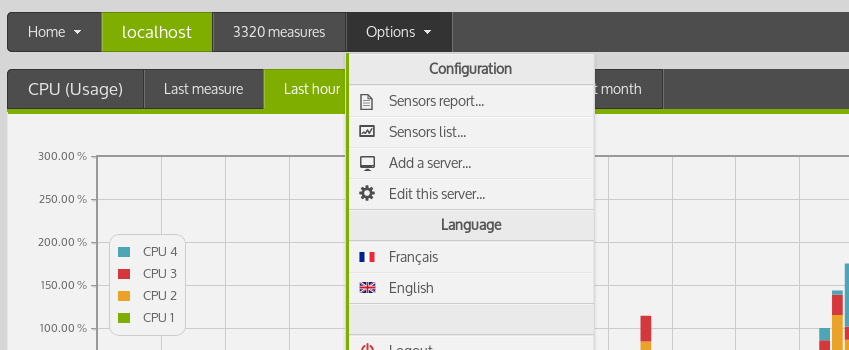 Home
localhost
3320 measures
Options
Configuration
Sensors report...
Sensors list...
Add a server...
Edit this server...
Language
Français
English
Logout
CPU (Usage)
Last measure
Last hour
month
300.00 %
250.00 %
200.00 %
150.00 %
100.00 %
CPU 4
CPU 3
CPU 2
CPU 1